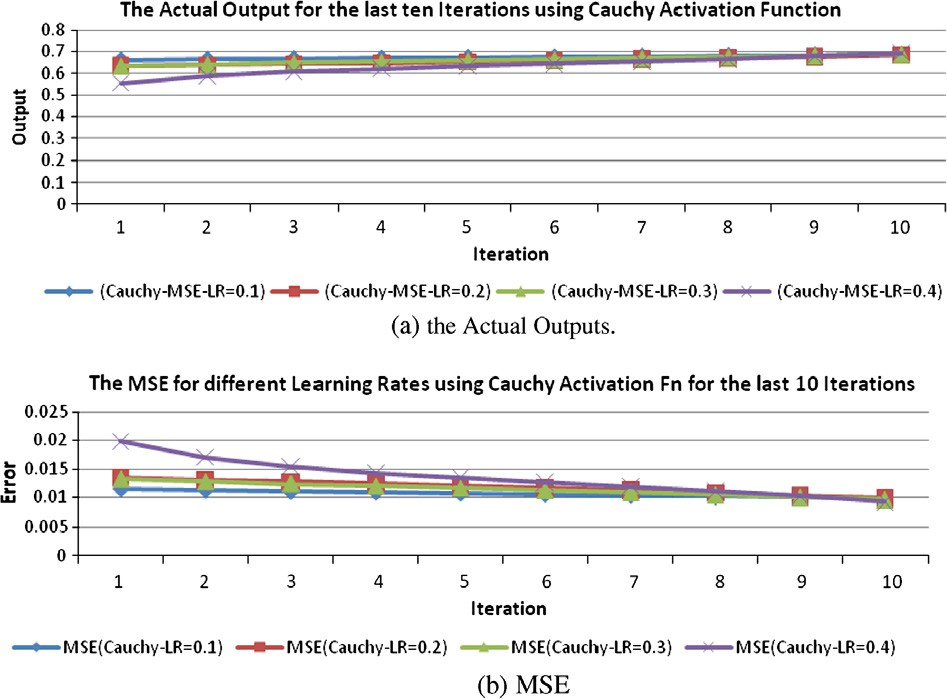 The Actual Output for the last ten Iterations using Cauchy Activation Function
0.8
0.7
0.6
0.5
0.4
0.3
0.2
0.1
0
Output
1 2 3 4 5 6 7 8 9 10
Iteration
(Cauchy-MSE-LR=0.1) (Cauchy-MSE-LR=0.2) (Cauchy-MSE-LR=0.3) (Cauchy-MSE-LR=0.4)
(a) the Actual Outputs.
The MSE for different Learning Rates using Cauchy Activation Fn for the last 10 Iterations
0.025
0.02
0.015
0.01
0.005
0
Error
1 2 3 4 5 6 7 8 9 10
Iteration
MSE(Cauchy-LR=0.1) MSE(Cauchy-LR=0.2) MSE(Cauchy-LR=0.3) MSE(Cauchy-LR=0.4)
(b) MSE